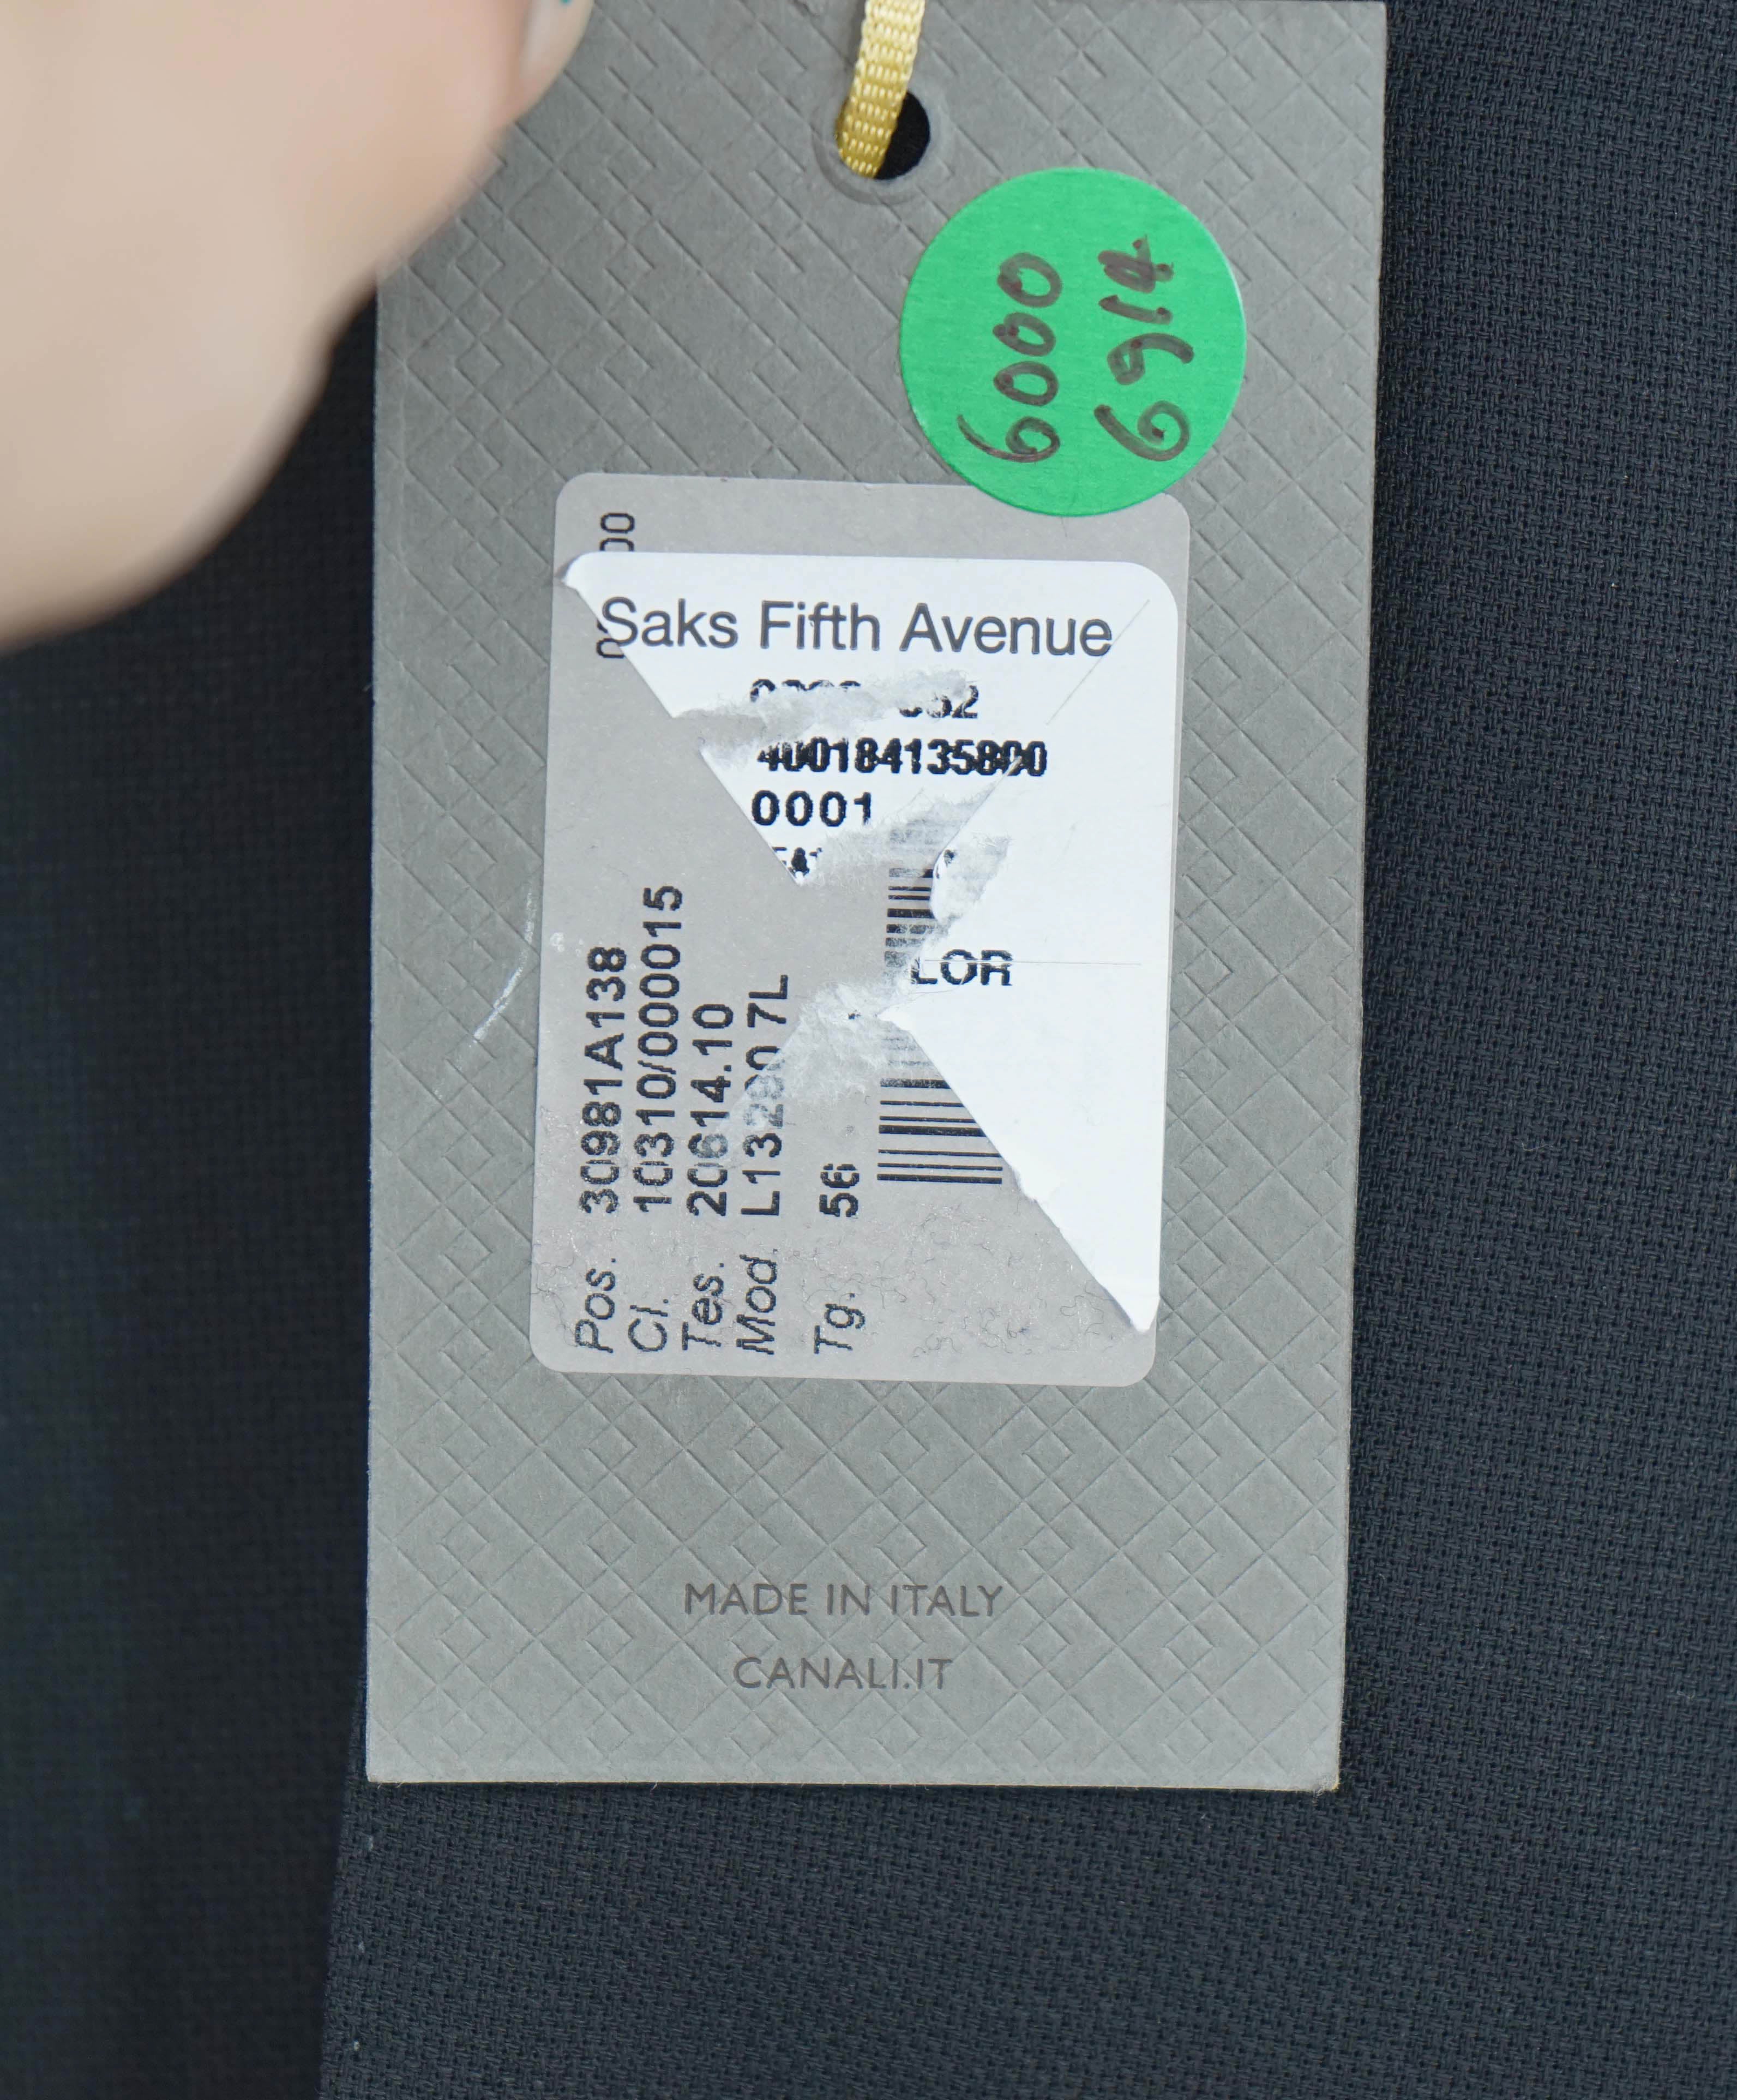 6000
6914
Saks Fifth Avenue
400184135800
0001
LOR
Pos. 30981A138
Cl. 10310/000015
Tes. 20614.10
Mod. 7L
Tg. 56
MADE IN ITALY
CANALI.IT